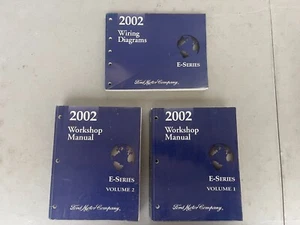 2002
Wiring
Diagrams
E-SERIES
Ford Motor Company,
2002
Workshop
Manual
E-SERIES
VOLUME 2
Ford Motor Company,
2002
Workshop
Manual
E-SERIES
VOLUME 1
Ford Motor Company,